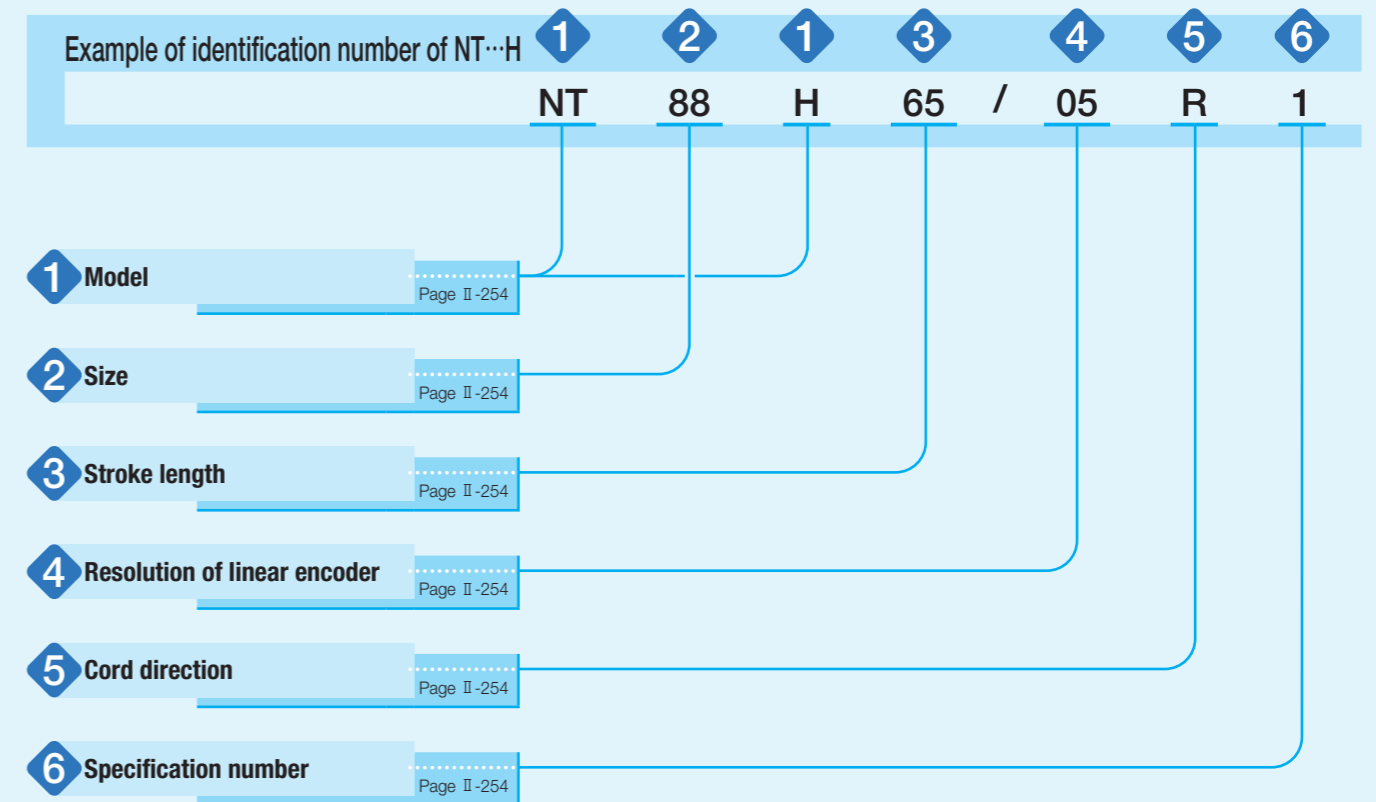 Example of identification number of NT…H 1 2 1 3 4 5 6
NT 88 H 65 / 05 R 1
1 Model
Page Ⅱ-254
2 Size
Page Ⅱ-254
3 Stroke length
Page Ⅱ-254
4 Resolution of linear encoder
Page Ⅱ-254
5 Cord direction
Page Ⅱ-254
6 Specification number
Page Ⅱ-254